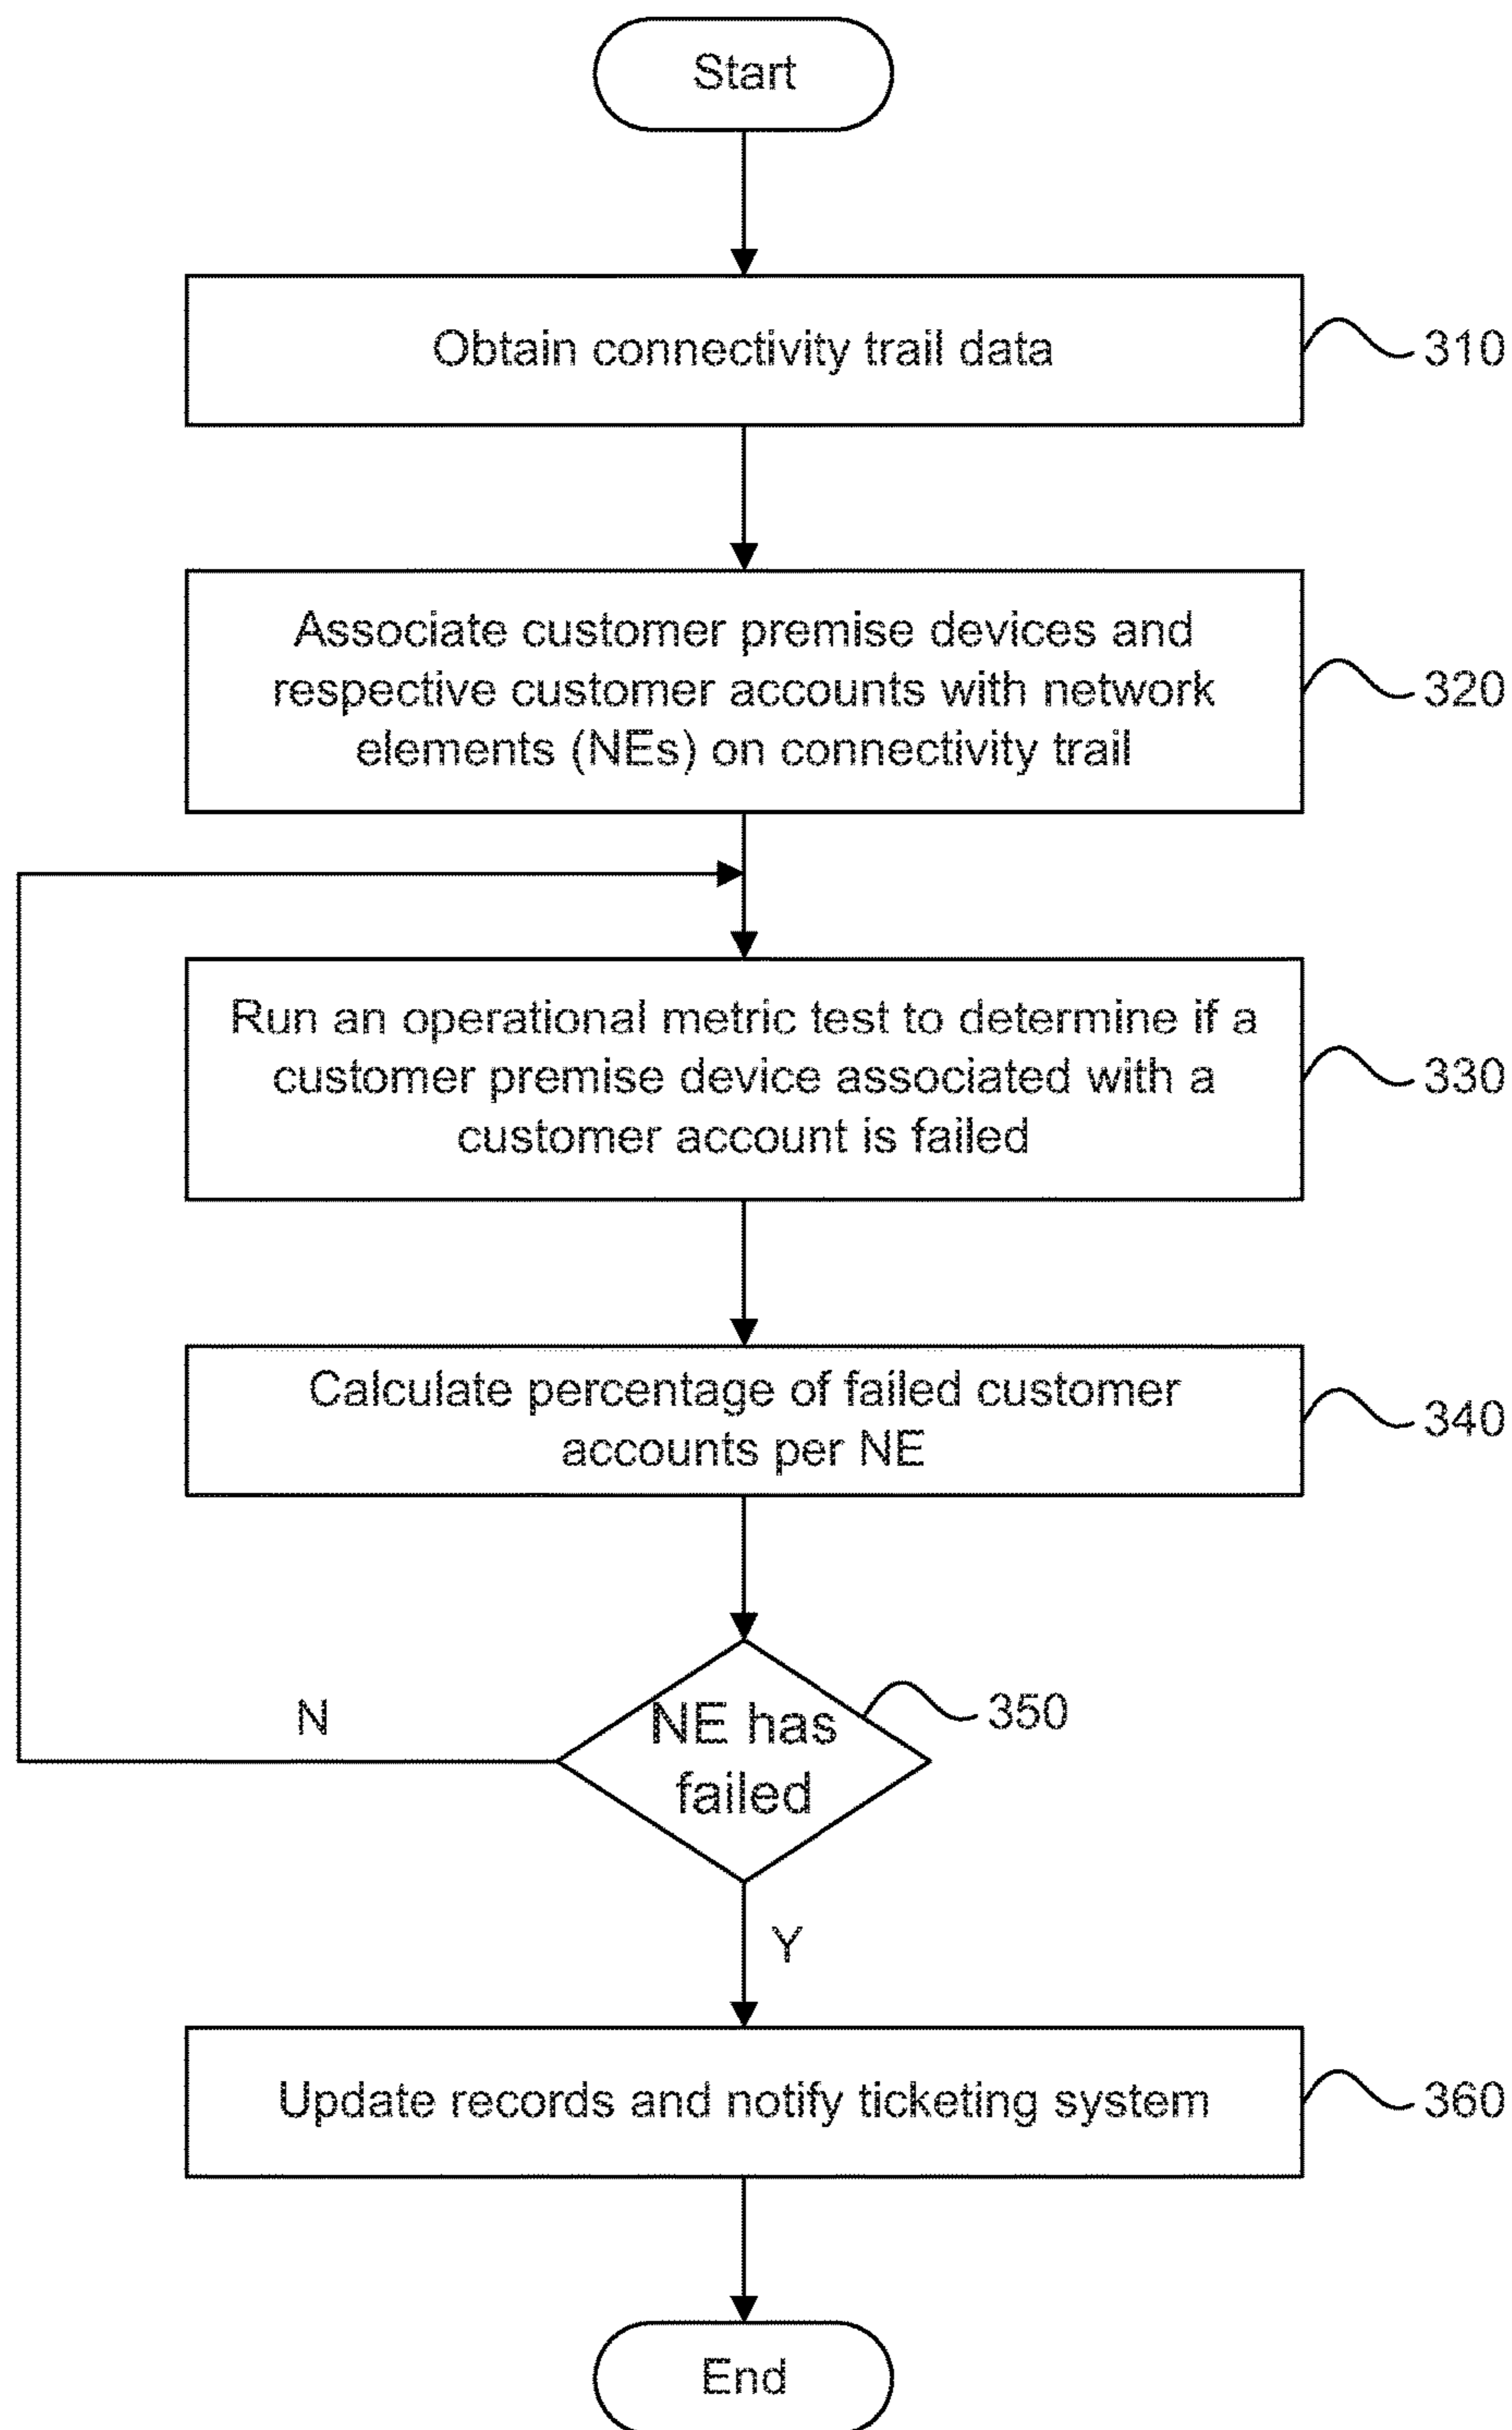 Start
Obtain connectivity trail data
310
Associate customer premise devices and
respective customer accounts with network
elements (NEs) on connectivity trail
320
Run an operational metric test to determine if a
customer premise device associated with a
customer account is failed
330
Calculate percentage of failed customer
accounts per NE
340
NE has
failed
350
N
Y
Update records and notify ticketing system
360
End